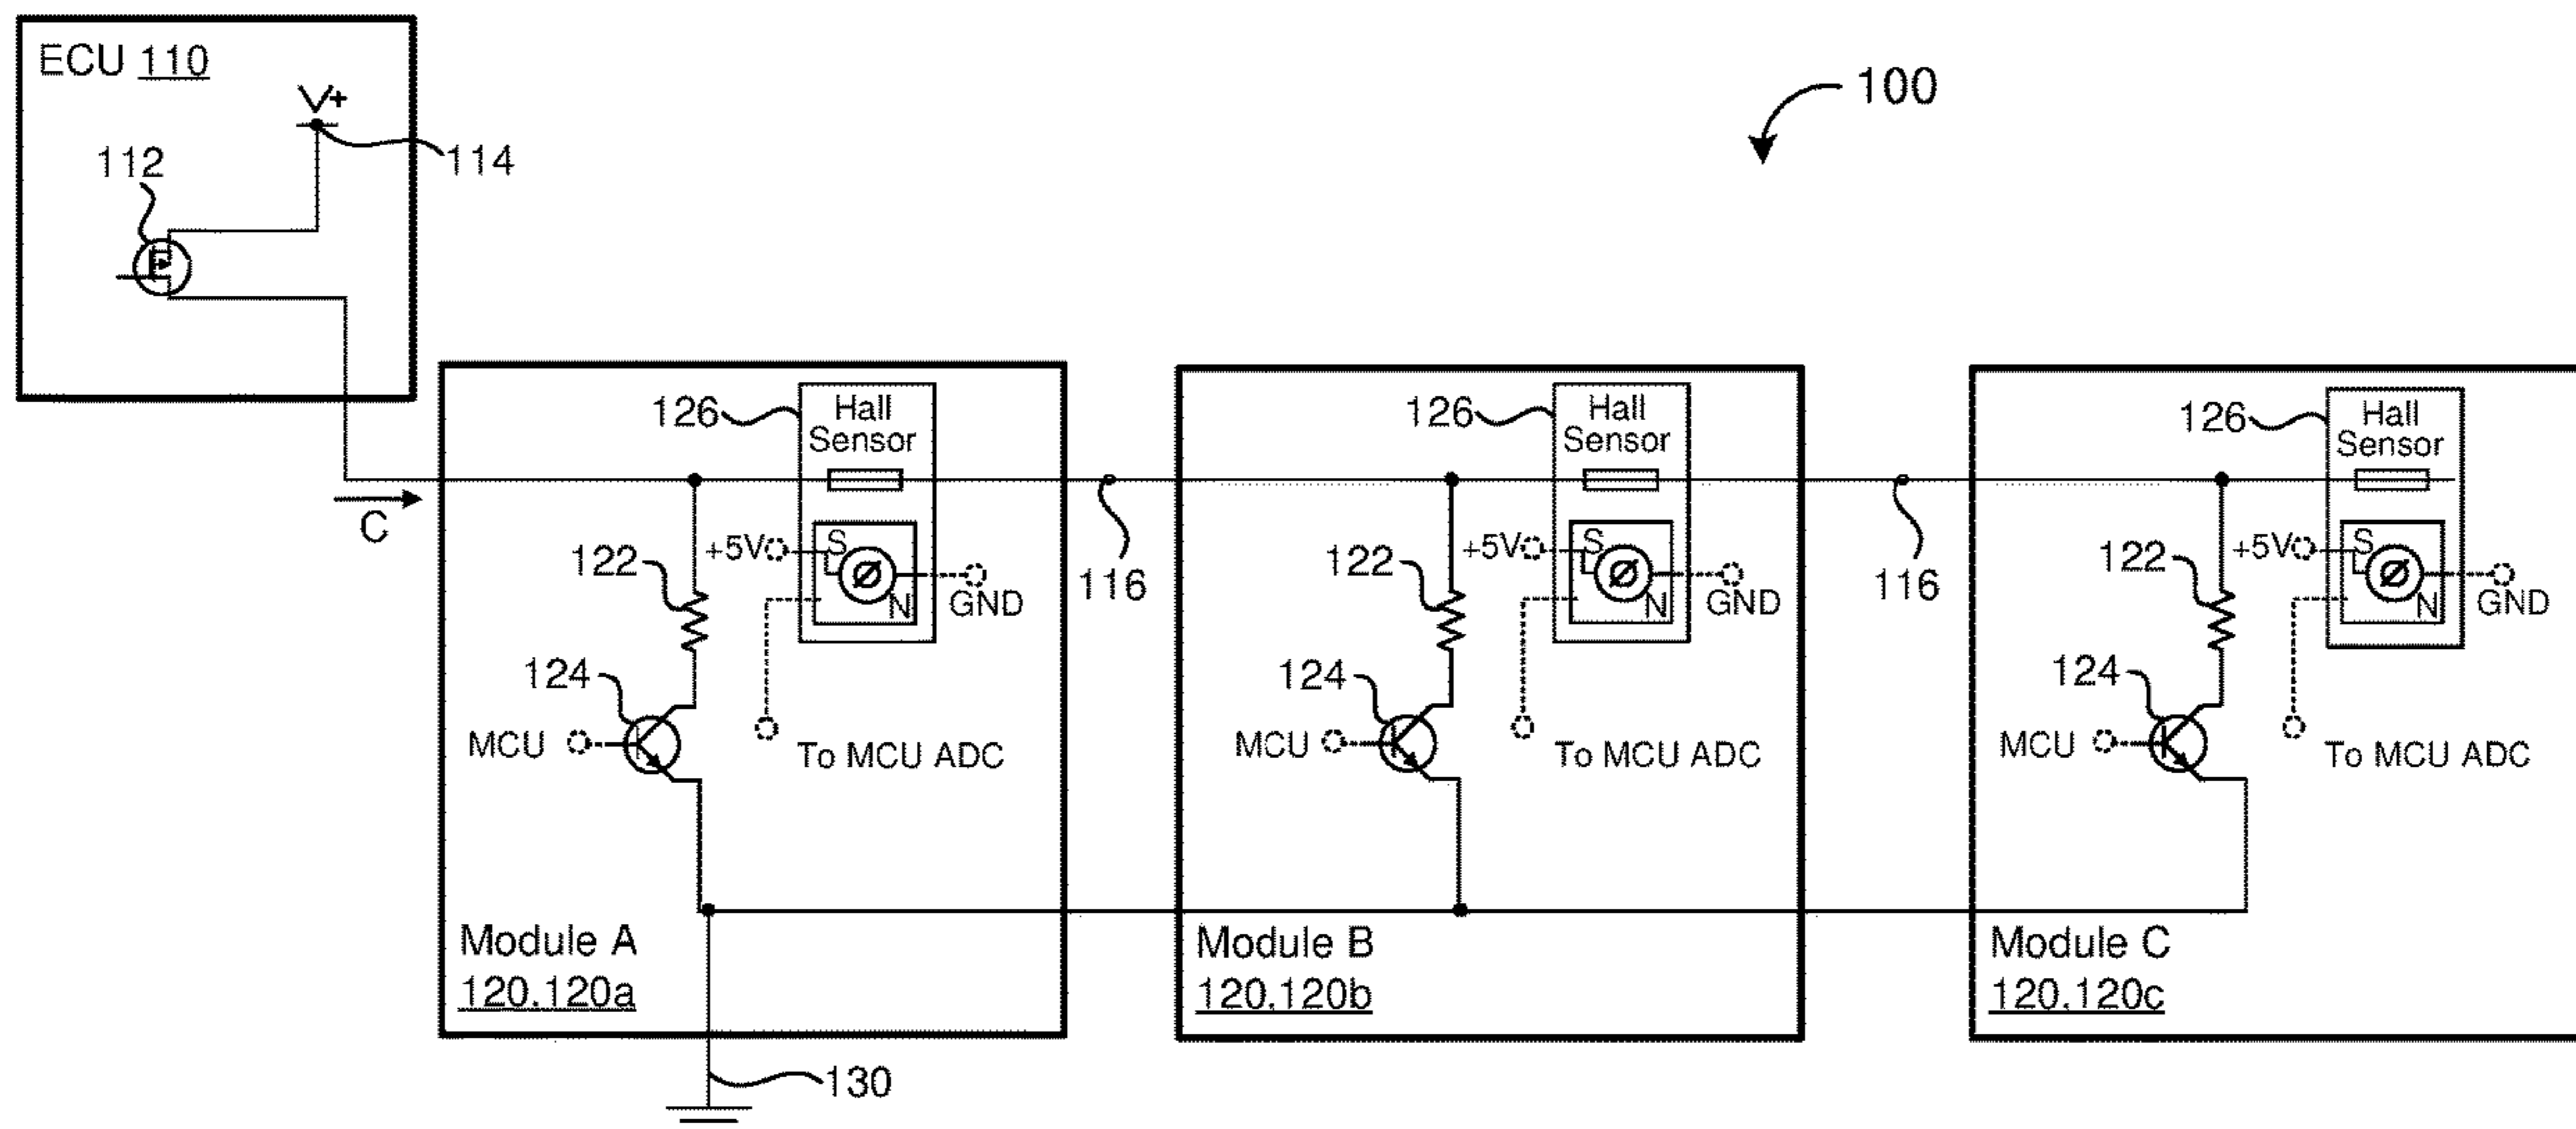 ECU 110
V+
100
112
114
126
Hall
Sensor
126
Hall
Sensor
126
Hall
Sensor
C
+5V
S
N
GND
122
116
+5V
S
N
GND
122
116
+5V
S
N
GND
122
124
MCU
To MCU ADC
124
MCU
To MCU ADC
124
MCU
To MCU ADC
Module A
120,120a
Module B
120,120b
Module C
120,120c
130